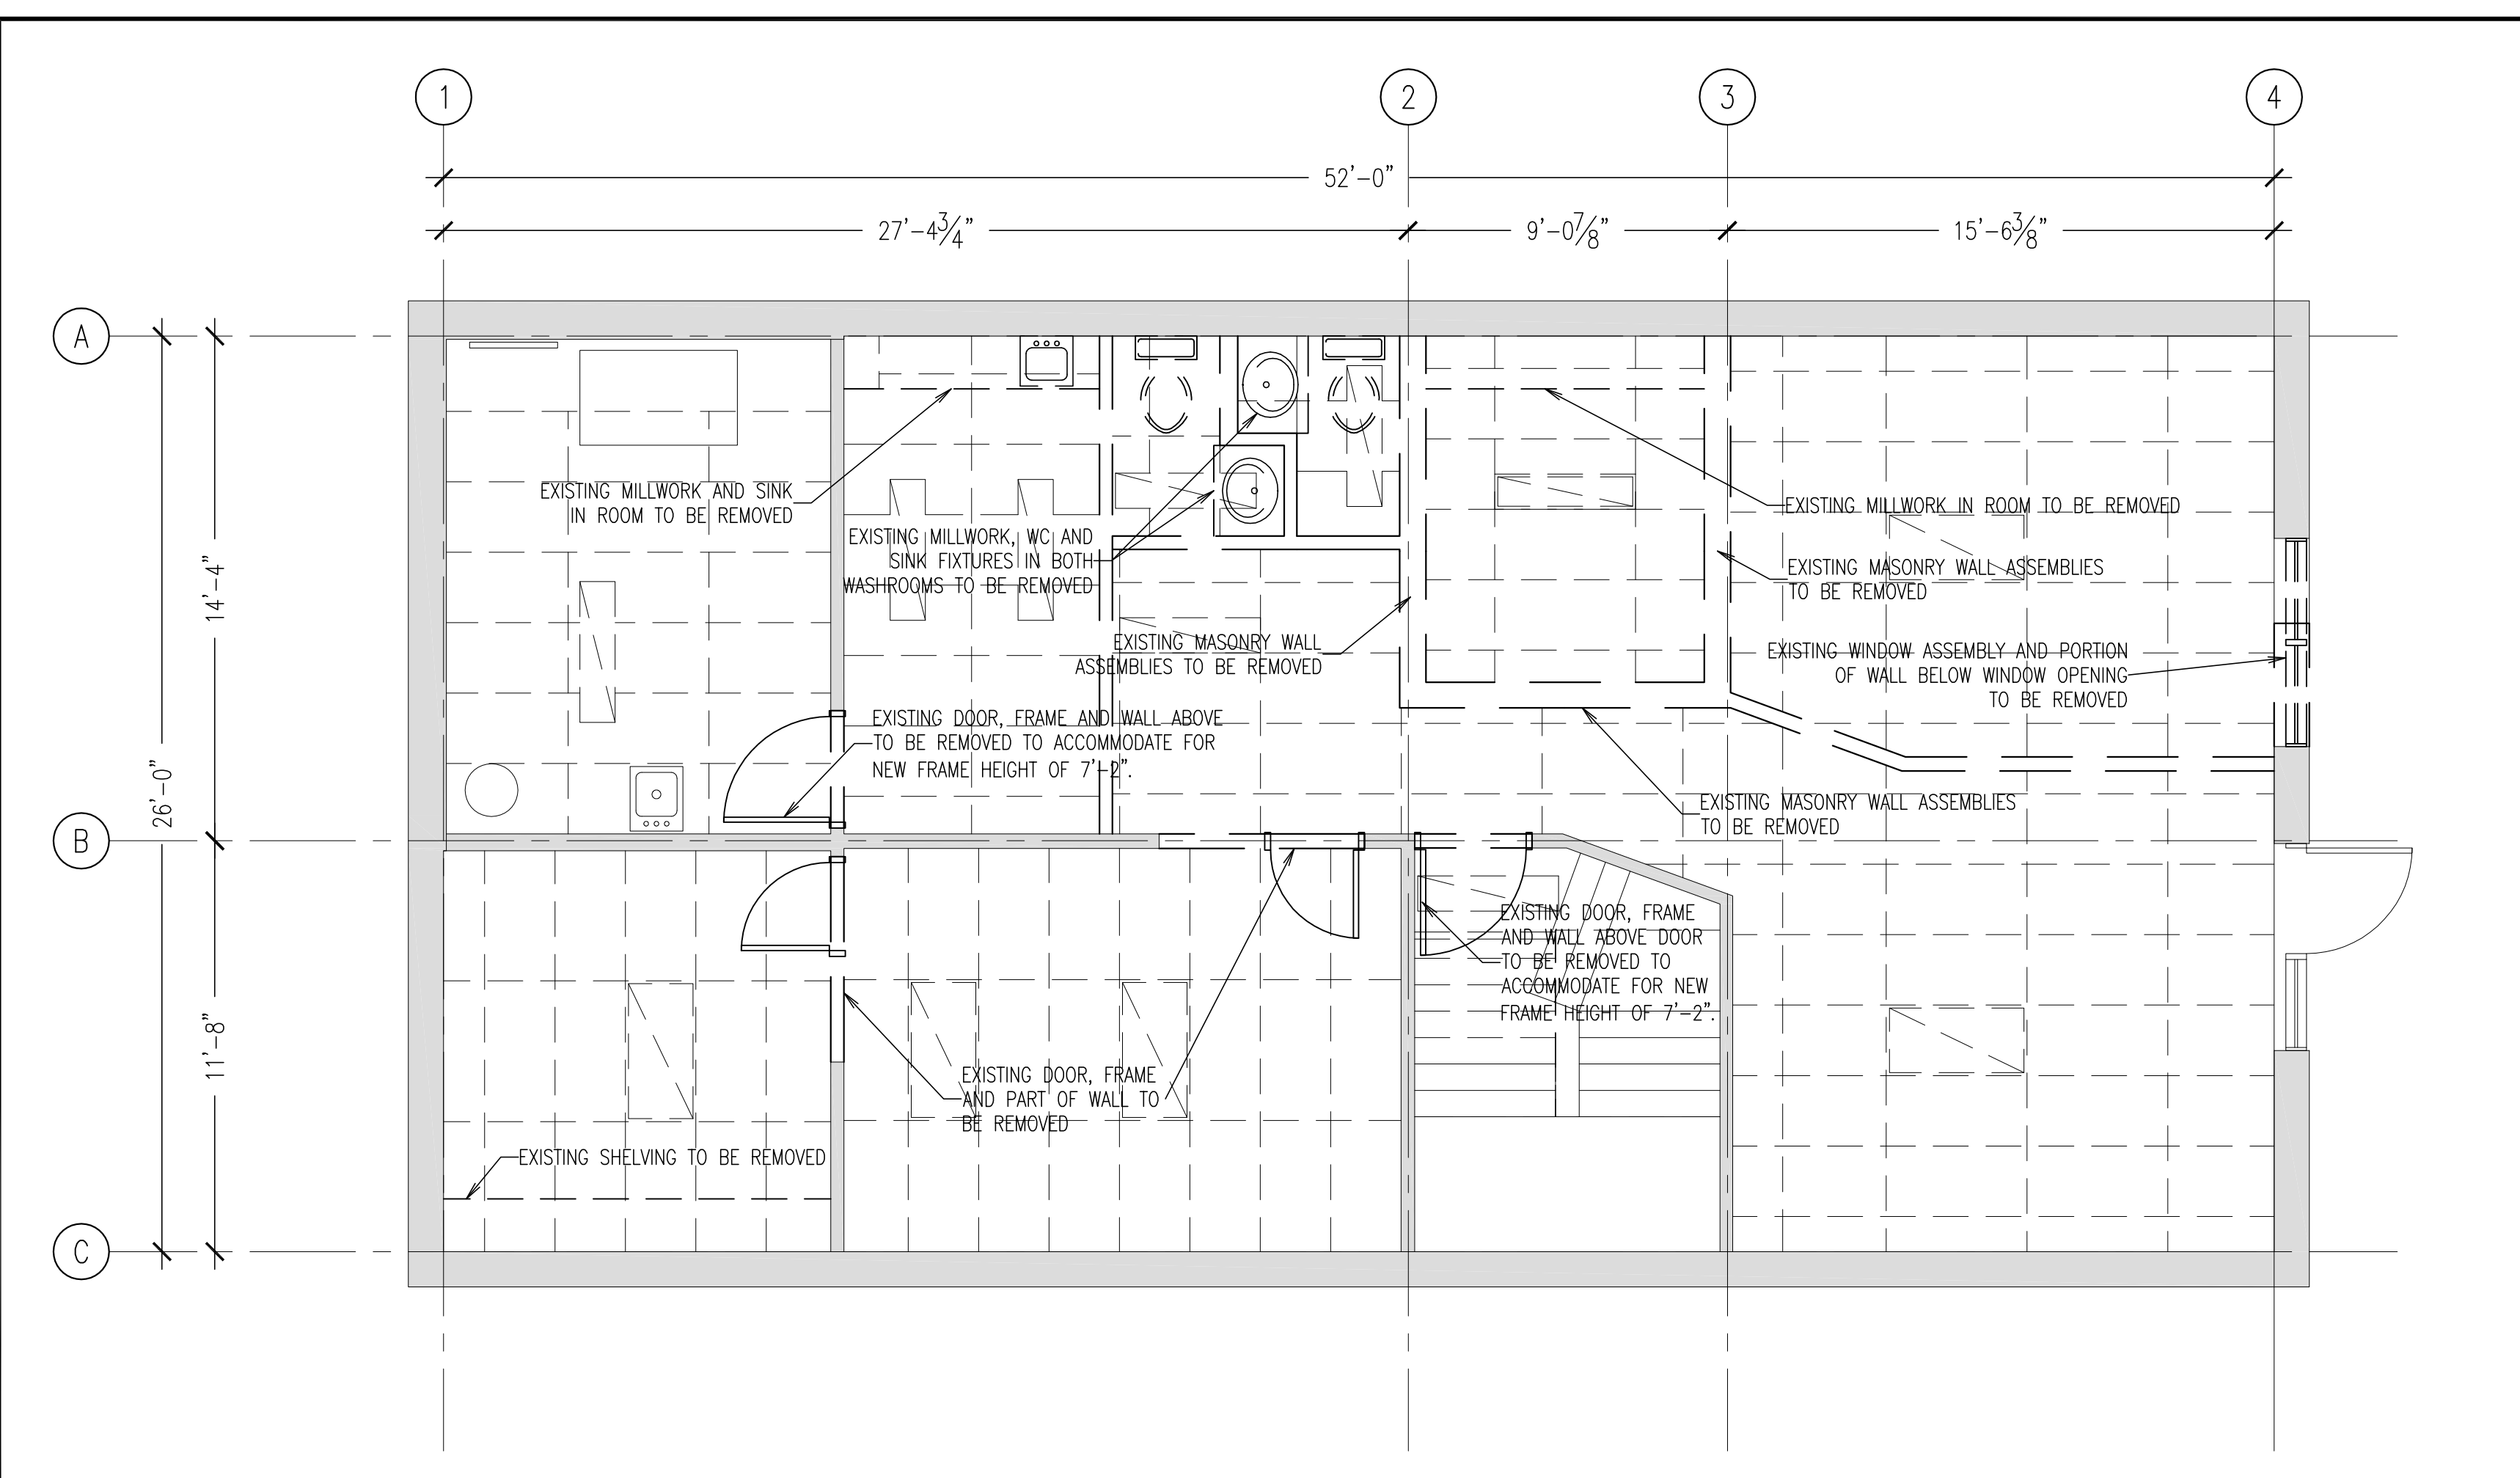 1
2
3
4
52'-0"
27'-4 3/4"
9'-0 7/8"
15'-6 3/8"
A
B
C
26'-0"
14'-4"
11'-8"
EXISTING MILLWORK AND SINK
IN ROOM TO BE REMOVED
EXISTING MILLWORK, WC AND
SINK FIXTURES IN BOTH
WASHROOMS TO BE REMOVED
EXISTING MILLWORK IN ROOM TO BE REMOVED
EXISTING MASONRY WALL ASSEMBLIES
TO BE REMOVED
EXISTING MASONRY WALL
ASSEMBLIES TO BE REMOVED
EXISTING WINDOW ASSEMBLY AND PORTION
OF WALL BELOW WINDOW OPENING
TO BE REMOVED
EXISTING DOOR, FRAME AND WALL ABOVE
TO BE REMOVED TO ACCOMMODATE FOR
NEW FRAME HEIGHT OF 7'-2".
EXISTING MASONRY WALL ASSEMBLIES
TO BE REMOVED
EXISTING DOOR, FRAME
AND WALL ABOVE DOOR
TO BE REMOVED TO
ACCOMMODATE FOR NEW
FRAME HEIGHT OF 7'-2".
EXISTING DOOR, FRAME
AND PART OF WALL TO
BE REMOVED
EXISTING SHELVING TO BE REMOVED